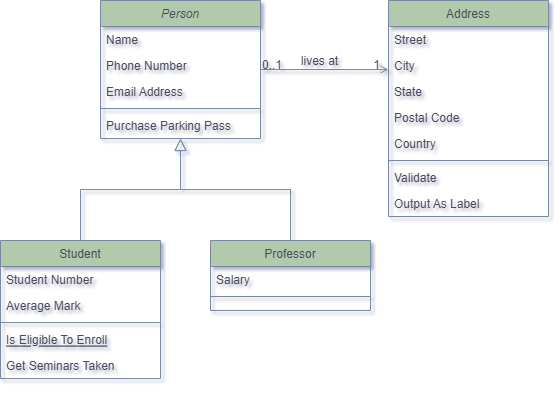 Person
Name
Phone Number
Email Address
Purchase Parking Pass
0..1 lives at 1
Address
Street
City
State
Postal Code
Country
Validate
Output As Label
Student
Student Number
Average Mark
Is Eligible To Enroll
Get Seminars Taken
Professor
Salary